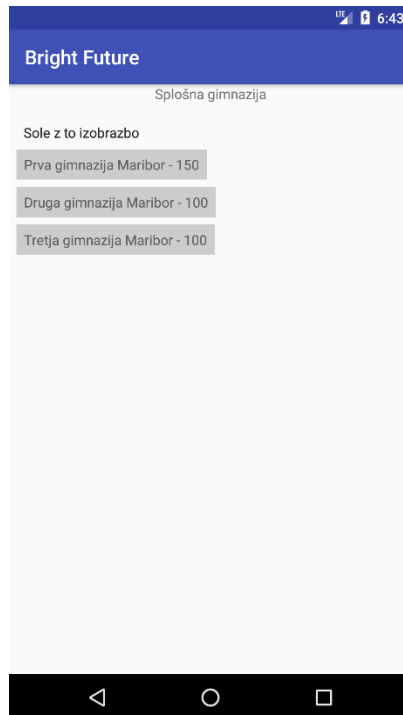 LTE 6:43
Bright Future
Splošna gimnazija
Sole z to izobrazbo
Prva gimnazija Maribor - 150
Druga gimnazija Maribor - 100
Tretja gimnazija Maribor - 100